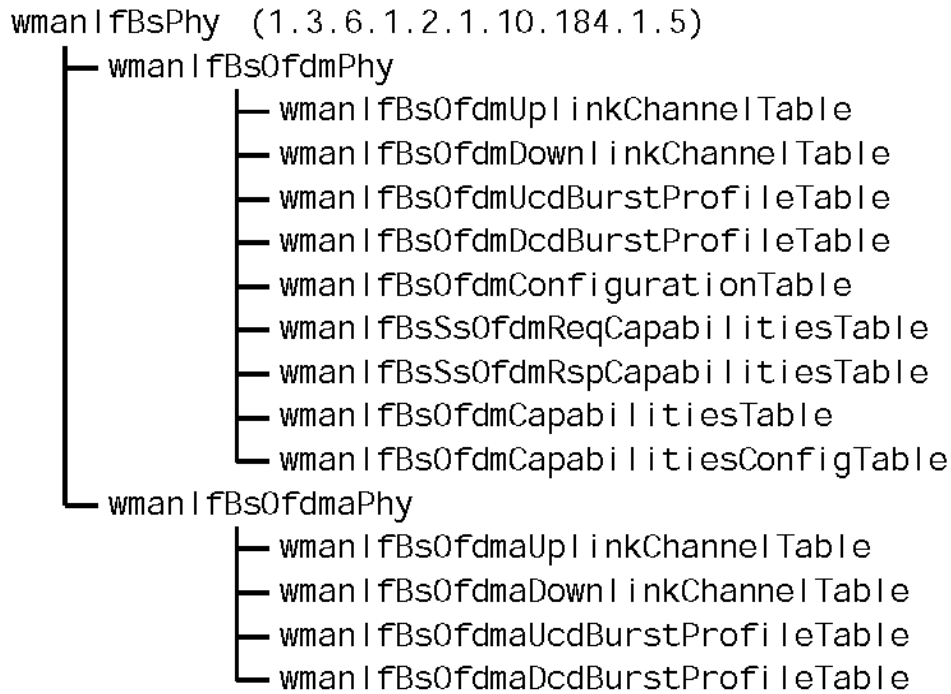 wmanIfBsPhy (1.3.6.1.2.1.10.184.1.5)
wmanIfBsOfdmPhy
wmanIfBsOfdmUplinkChannelTable
wmanIfBsOfdmDownlinkChannelTable
wmanIfBsOfdmUcdBurstProfileTable
wmanIfBsOfdmDcdBurstProfileTable
wmanIfBsOfdmConfigurationTable
wmanIfBsSsOfdmReqCapabilitiesTable
wmanIfBsSsOfdmRspCapabilitiesTable
wmanIfBsOfdmCapabilitiesTable
wmanIfBsOfdmCapabilitiesConfigTable
wmanIfBsOfdmaPhy
wmanIfBsOfdmaUplinkChannelTable
wmanIfBsOfdmaDownlinkChannelTable
wmanIfBsOfdmaUcdBurstProfileTable
wmanIfBsOfdmaDcdBurstProfileTable